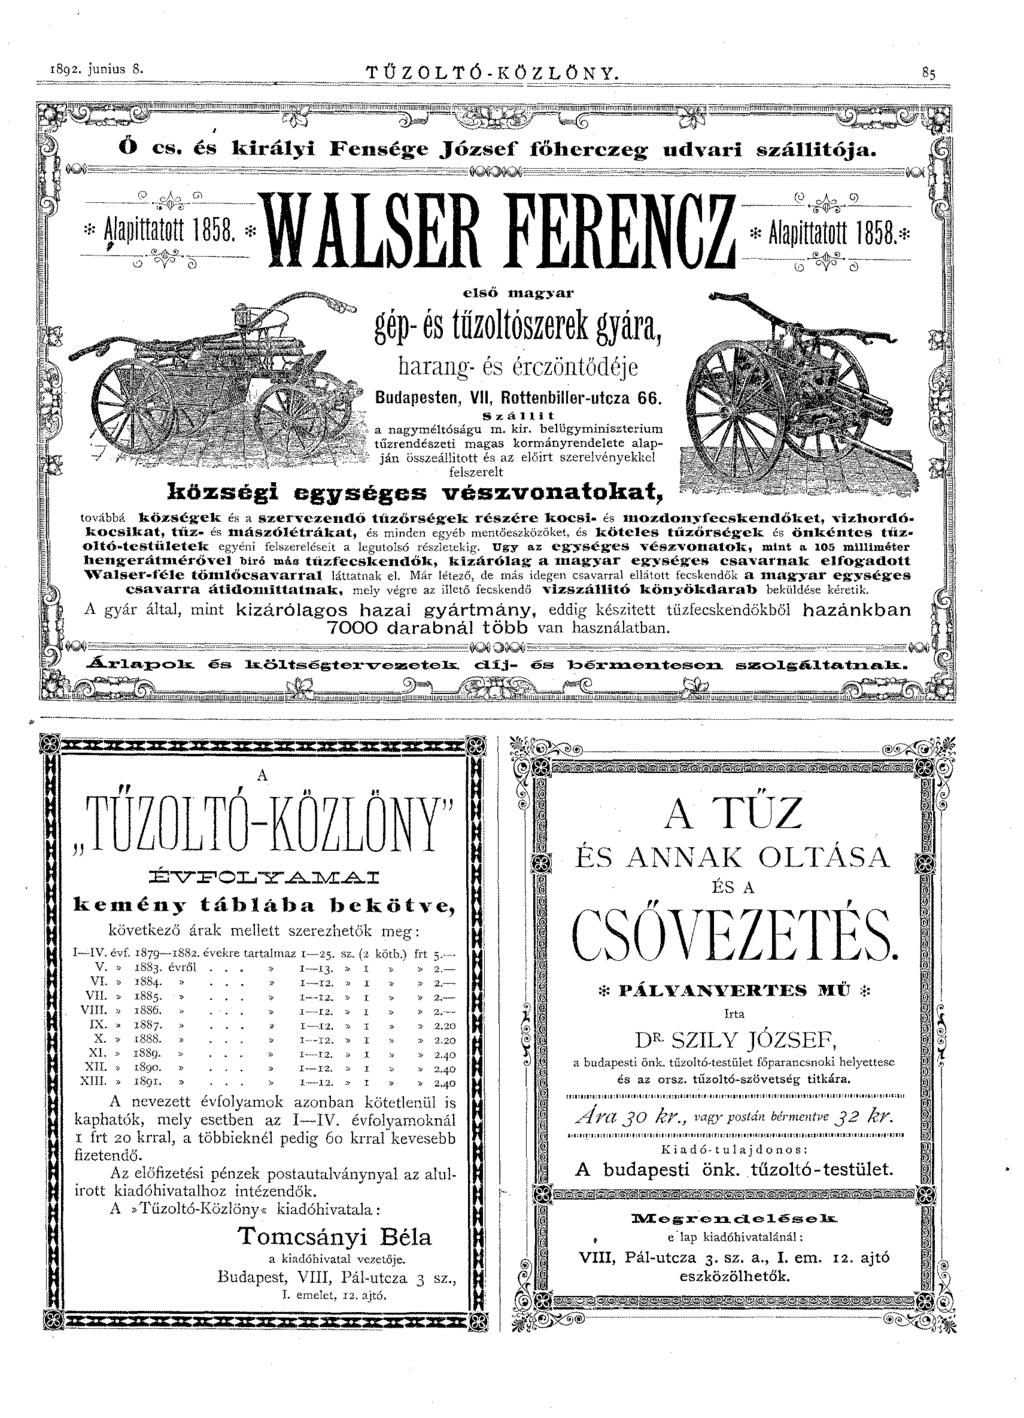 1892. junius 8.
TŰZOLTÓ-KÖZLÖNY.
85
Ő cs. és királyi Fensége József főherczeg udvari szállitója.
* Alapittatott 1858. *
WALSER FERENCZ
* Alapittatott 1858. *
első magyar
gép- és tűzoltószerek gyára,
harang- és érczöntődéje
Budapesten, VII, Rottenbiller-utcza 66.
Szállit
a nagyméltóságu m. kir. belügyminiszterium
tűzrendészeti magas kormányrendelete alap-
ján összeállitott és az előirt szerelvényekkel
felszerelt
községi egységes vészvonatokat,
továbbá községek és a szervezendő tűzőrségek részére kocsi- és mozdonyfecskendőket, vizhordó-
kocsikat, tűz- és mászólétrákat, és minden egyéb mentőeszközöket, és köteles tűzőrségek és önkéntes tűz-
oltó-testületek egyéni felszereléseit a legutolsó részletekig. Ugy az egységes vészvonatok, mint a 105 milliméter
hengerátmérővel biró más tűzfecskendők, kizárólag a magyar egységes csavarnak elfogadott
Walser-féle tömlőcsavarral láttatnak el. Már létező, de más idegen csavarral ellátott fecskendők a magyar egységes
csavarra átidomittatnak, mely végre az illető fecskendő vizszállitó könyökdarab beküldése kéretik.
A gyár által, mint kizárólagos hazai gyártmány, eddig készitett tűzfecskendőkből hazánkban
7000 darabnál több van használatban.
Árlapok és költségtervezetek díj- és bérmentesen szolgáltatnak.
A
„TŰZOLTÓ-KÖZLÖNY”
ÉVFOLYAMAI
kemény táblába bekötve,
következő árak mellett szerezhetők meg:
I—IV. évf. 1879—1882. évekre tartalmaz 1—25. sz. (2 kötb.) frt 5.—
V. » 1883. évről . . . » 1—13. » 1 » » 2.—
VI. » 1884. » . . . » 1—12. » 1 » » 2.—
VII. » 1885. » . . . » 1—12. » 1 » » 2.—
VIII. » 1886. » . . . » 1—12. » 1 » » 2.—
IX. » 1887. » . . . » 1—12. » 1 » » 2.20
X. » 1888. » . . . » 1—12. » 1 » » 2.20
XI. » 1889. » . . . » 1—12. » 1 » » 2.40
XII. » 1890. » . . . » 1—12. » 1 » » 2.40
XIII. » 1891. » . . . » 1—12. » 1 » » 2.40
A nevezett évfolyamok azonban kötetlenül is
kaphatók, mely esetben az I—IV. évfolyamoknál
1 frt 20 krral, a többieknél pedig 60 krral kevesebb
fizetendő.
Az előfizetési pénzek postautalványnyal az alul-
irott kiadóhivatalhoz intézendők.
A »Tűzoltó-Közlöny« kiadóhivatala:
Tomcsányi Béla
a kiadóhivatal vezetője.
Budapest, VIII, Pál-utcza 3 sz.,
I. emelet, 12. ajtó.
A TŰZ
ÉS ANNAK OLTÁSA
ÉS A
CSŐVEZETÉS.
* PÁLYANYERTES MŰ *
Irta
DR. SZILY JÓZSEF,
a budapesti önk. tűzoltó-testület főparancsnoki helyettese
és az orsz. tűzoltó-szövetség titkára.
Ára 30 kr., vagy postán bérmentve 32 kr.
Kiadó-tulajdonos:
A budapesti önk. tűzoltó-testület.
Megrendelések
e lap kiadóhivatalánál:
VIII, Pál-utcza 3. sz. a., I. em. 12. ajtó
eszközölhetők.